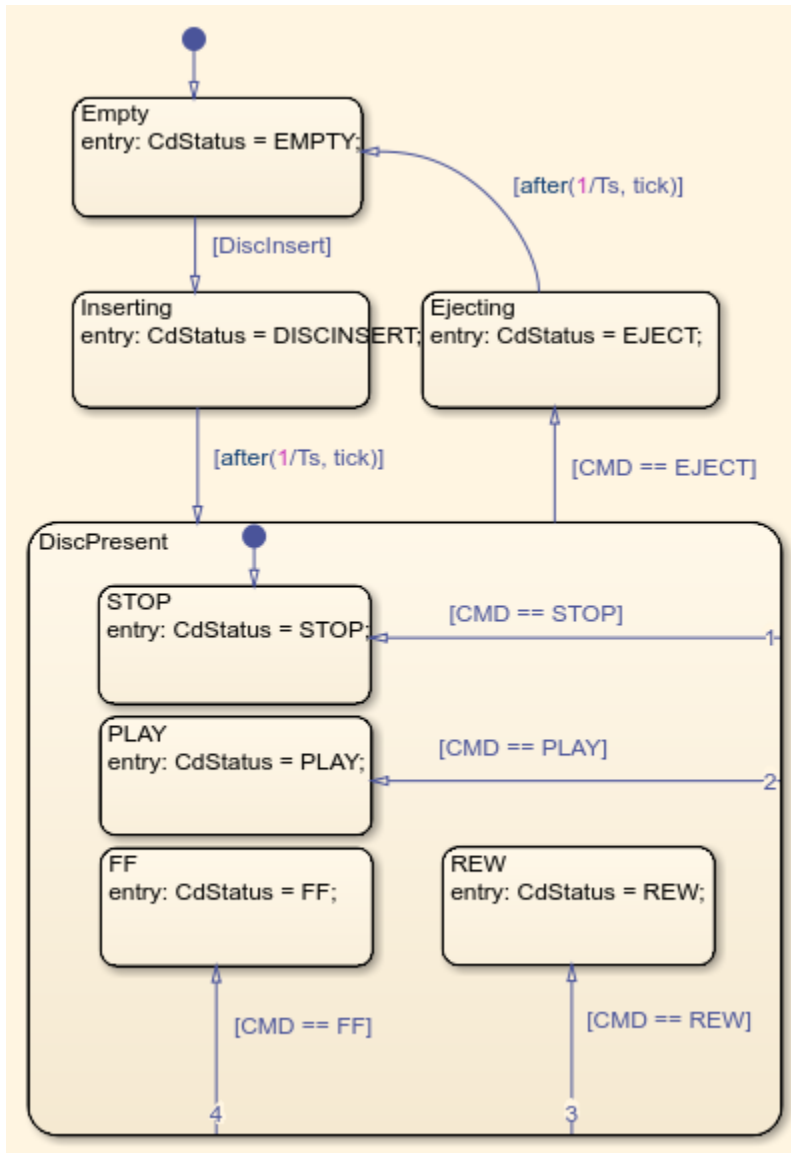 Empty
entry: CdStatus = EMPTY;
[after(1/Ts, tick)]
[DiscInsert]
Inserting
entry: CdStatus = DISCINSERT;
Ejecting
entry: CdStatus = EJECT;
[after(1/Ts, tick)]
[CMD == EJECT]
DiscPresent
STOP
entry: CdStatus = STOP;
[CMD == STOP]
1
PLAY
entry: CdStatus = PLAY;
[CMD == PLAY]
2
FF
entry: CdStatus = FF;
REW
entry: CdStatus = REW;
[CMD == FF]
[CMD == REW]
4
3